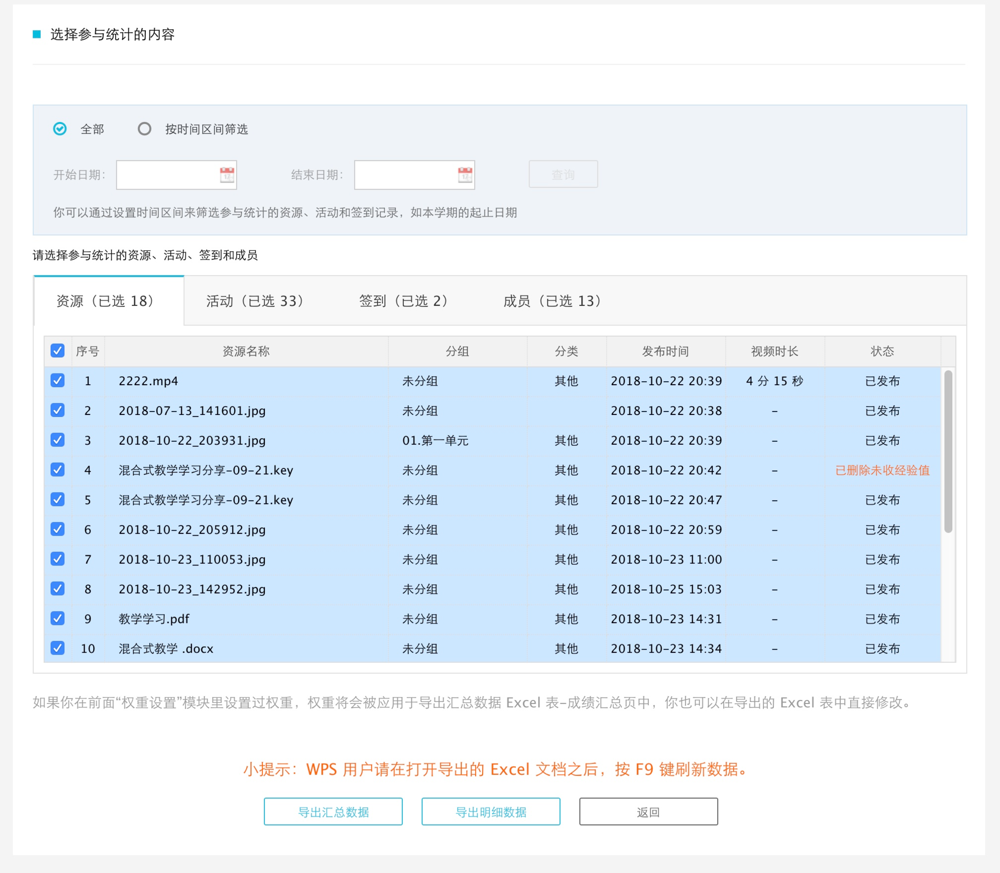 选择参与统计的内容
全部 按时间区间筛选
开始日期： 结束日期： 查询
你可以通过设置时间区间来筛选参与统计的资源、活动和签到记录，如本学期的起止日期
请选择参与统计的资源、活动、签到和成员
资源（已选 18） 活动（已选 33） 签到（已选 2） 成员（已选 13）
序号 资源名称 分组 分类 发布时间 视频时长 状态
1 2222.mp4 未分组 其他 2018-10-22 20:39 4 分 15 秒 已发布
2 2018-07-13_141601.jpg 未分组 2018-10-22 20:38 - 已发布
3 2018-10-22_203931.jpg 01.第一单元 其他 2018-10-22 20:39 - 已发布
4 混合式教学学习分享-09-21.key 未分组 其他 2018-10-22 20:42 - 已删除未收经验值
5 混合式教学学习分享-09-21.key 未分组 其他 2018-10-22 20:47 - 已发布
6 2018-10-22_205912.jpg 未分组 其他 2018-10-22 20:59 - 已发布
7 2018-10-23_110053.jpg 未分组 其他 2018-10-23 11:00 - 已发布
8 2018-10-23_142952.jpg 未分组 其他 2018-10-25 15:03 - 已发布
9 教学学习.pdf 未分组 其他 2018-10-23 14:31 - 已发布
10 混合式教学 .docx 未分组 其他 2018-10-23 14:34 - 已发布
如果你在前面“权重设置”模块里设置过权重，权重将会被应用于导出汇总数据 Excel 表-成绩汇总页中，你也可以在导出的 Excel 表中直接修改。
小提示：WPS 用户请在打开导出的 Excel 文档之后，按 F9 键刷新数据。
导出汇总数据 导出明细数据 返回